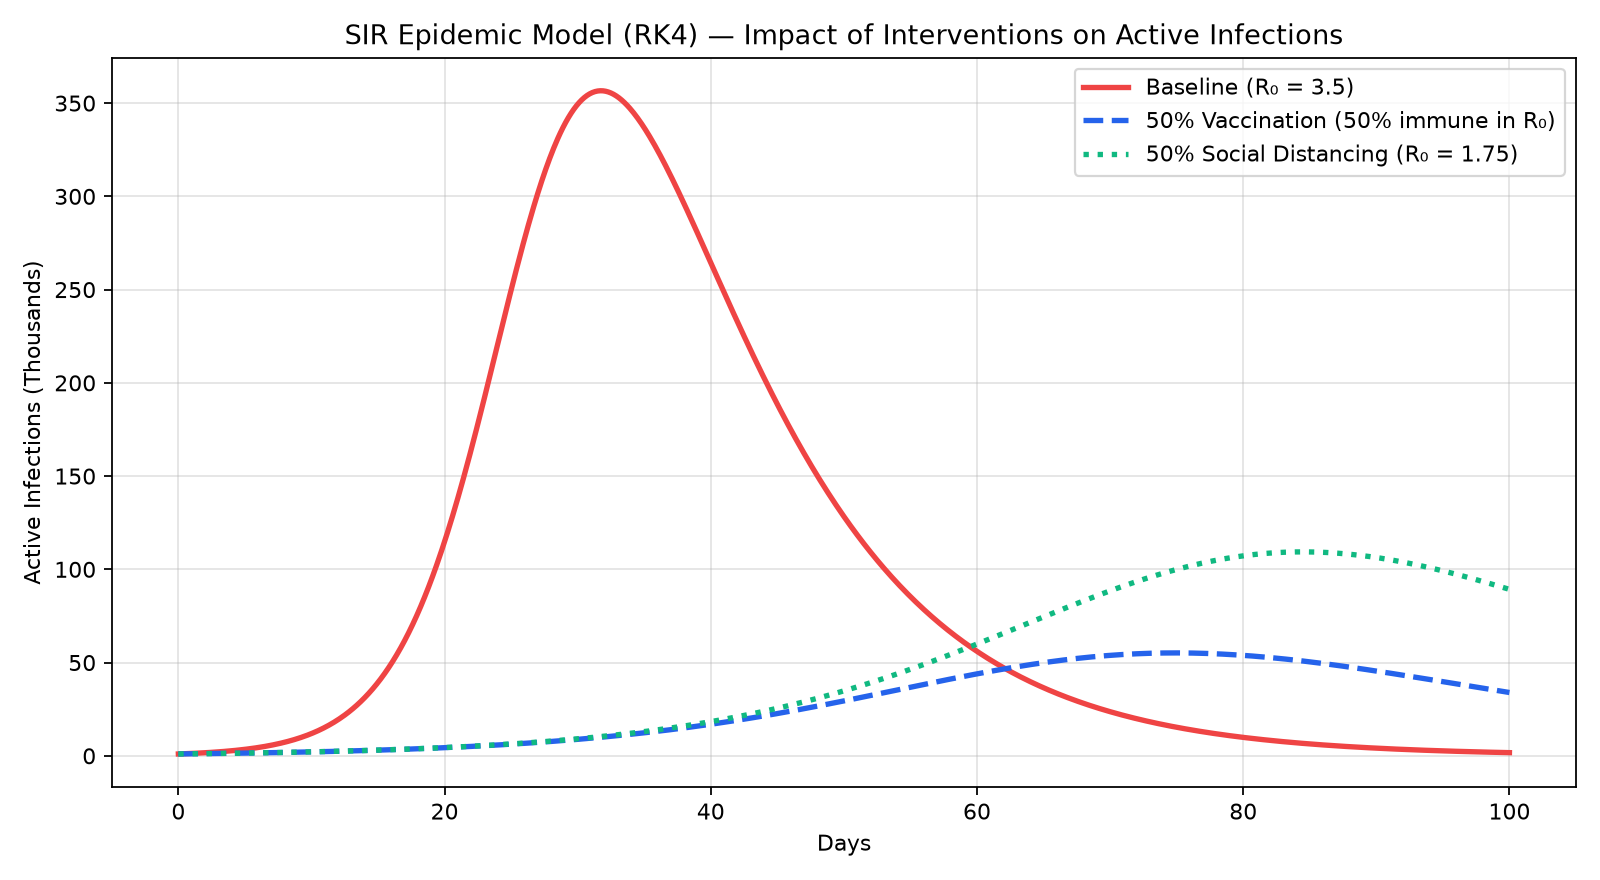 SIR Epidemic Model (RK4) — Impact of Interventions on Active Infections
Baseline (R₀ = 3.5)
50% Vaccination (50% immune in R₀)
50% Social Distancing (R₀ = 1.75)
Active Infections (Thousands)
350
300
250
200
150
100
50
0
0 20 40 60 80 100
Days